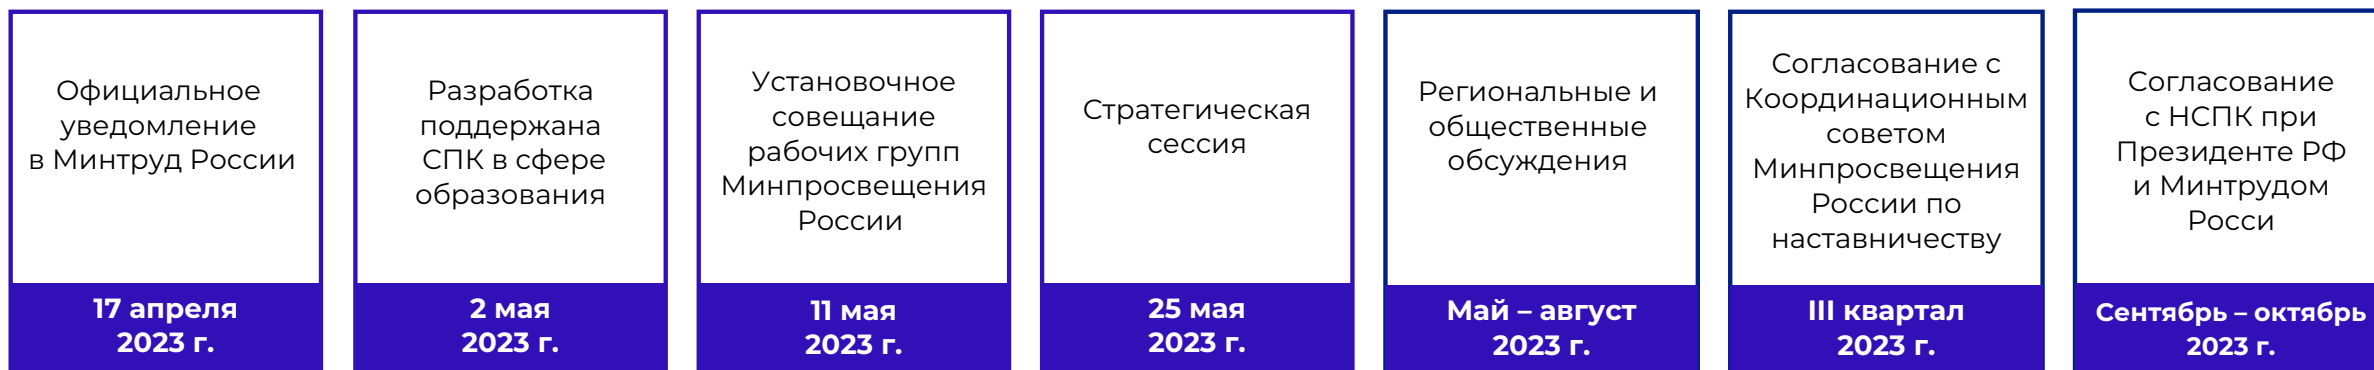 Официальное
уведомление
в Минтруд России
17 апреля
2023 г.
Разработка
поддержана
СПК в сфере
образования
2 мая
2023 г.
Установочное
совещание
рабочих групп
Минпросвещения
России
11 мая
2023 г.
Стратегическая
сессия
25 мая
2023 г.
Региональные и
общественные
обсуждения
Май – август
2023 г.
Согласование с
Координационным
советом
Минпросвещения
России по
наставничеству
III квартал
2023 г.
Согласование
с НСПК при
Президенте РФ
и Минтрудом
Росси
Сентябрь – октябрь
2023 г.